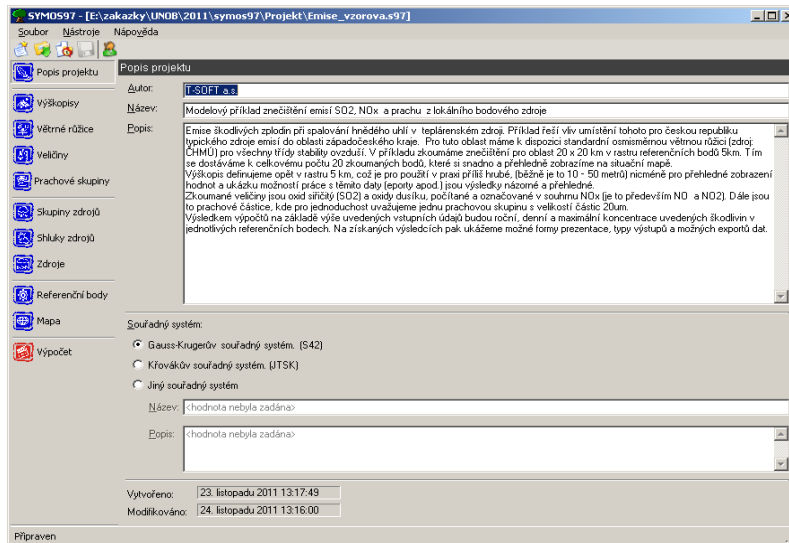 SYMOS97 - [E:\zakazky\UNOB\2011\symos97\Projekt\Emise_vzorova.s97]
Soubor Nástroje Nápověda
Popis projektu
Výškopisy
Větrné růžice
Veličiny
Prachové skupiny
Skupiny zdrojů
Shluky zdrojů
Zdroje
Referenční body
Mapa
Výpočet
Popis projektu
Autor: T-SOFT a.s.
Název: Modelový příklad znečištění emisí SO2, NOx a prachu z lokálního bodového zdroje
Popis: Emise škodlivých zplodin při spalování hnědého uhlí v teplárenském zdroji. Příklad řeší vliv umístění tohoto pro českou republiku
typického zdroje emisí do oblasti západočeského kraje. Pro tuto oblast máme k dispozici standardní osmisměrnou větrnou růžici (zdroj:
ČHMÚ) pro všechny třídy stability ovzduší. V příkladu zkoumáme znečištění pro oblast 20 x 20 km v rastru referenčních bodů 5km. Tím
se dostáváme k celkovému počtu 20 zkoumaných bodů, které si snadno a přehledně zobrazíme na situační mapě.
Výškopis definujeme opět v rastru 5 km, což je pro použití v praxi příliš hrubé, (běžně je to 10 - 50 metrů) nicméně pro přehledné zobrazení
hodnot a ukázku možností práce s těmito daty (eporty apod.) jsou výsledky názorné a přehledné.
Zkoumané veličiny jsou oxid siřičitý (SO2) a oxidy dusíku, počítané a označované v souhrnu NOx (je to především NO a NO2). Dále jsou
to prachové částice, kde pro jednoduchost uvažujeme jednu prachovou skupinu s velikostí částic 20um.
Výsledkem výpočtů na základě výše uvedených vstupních údajů budou roční, denní a maximální koncentrace uvedených škodlivin v
jednotlivých referenčních bodech. Na získaných výsledcích pak ukážeme možné formy prezentace, typy výstupů a možných exportů dat.
Souřadný systém:
Gauss-Krugerův souřadný systém. (S42)
Křovákův souřadný systém. (JTSK)
Jiný souřadný systém
Název: <hodnota nebyla zadána>
Popis: <hodnota nebyla zadána>
Vytvořeno: 23. listopadu 2011 13:17:49
Modifikováno: 24. listopadu 2011 13:16:00
Připraven